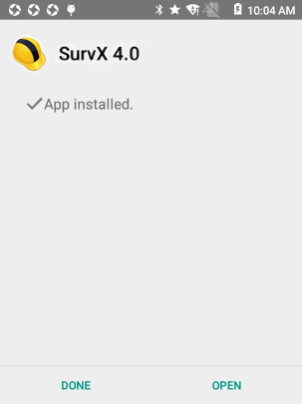 10:04 AM
SurvX 4.0
App installed.
DONE
OPEN